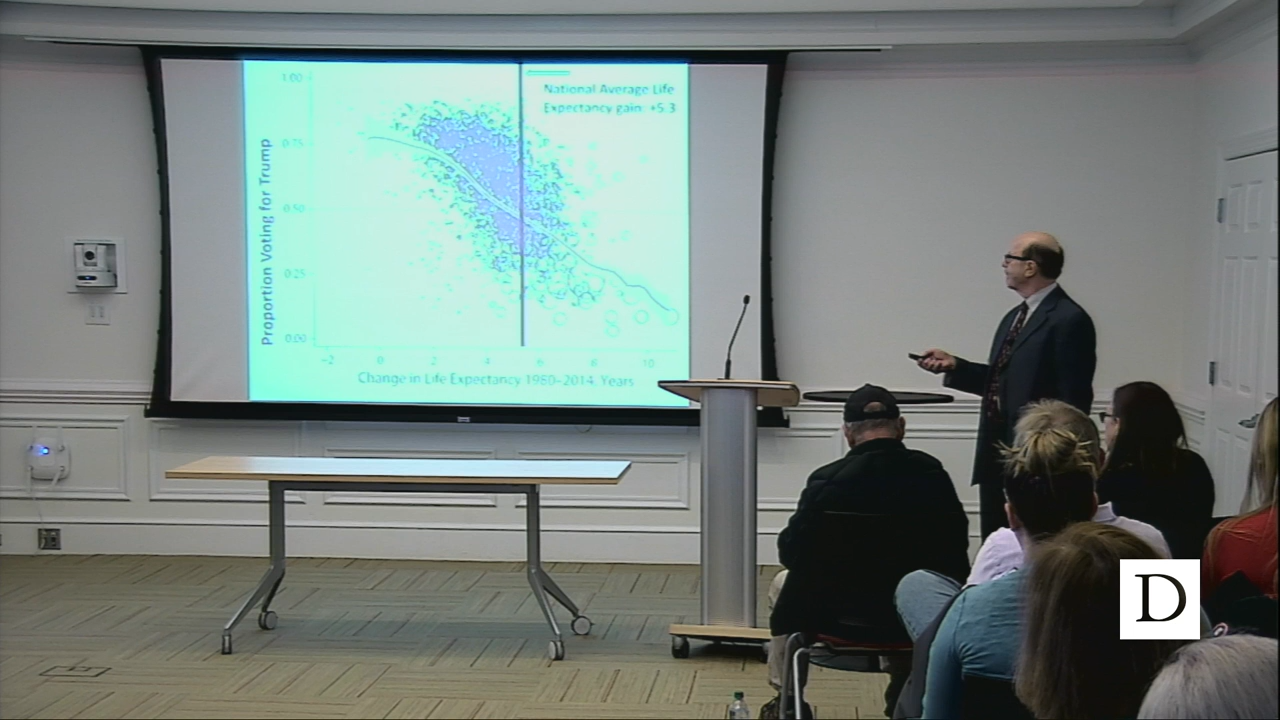 1.00
National Average Life
Expectancy gain: +5.3
0.75
Proportion Voting for Trump
0.50
0.25
0.00
-2 0 2 4 6 8 10
Change in Life Expectancy 1980-2014, Years
D